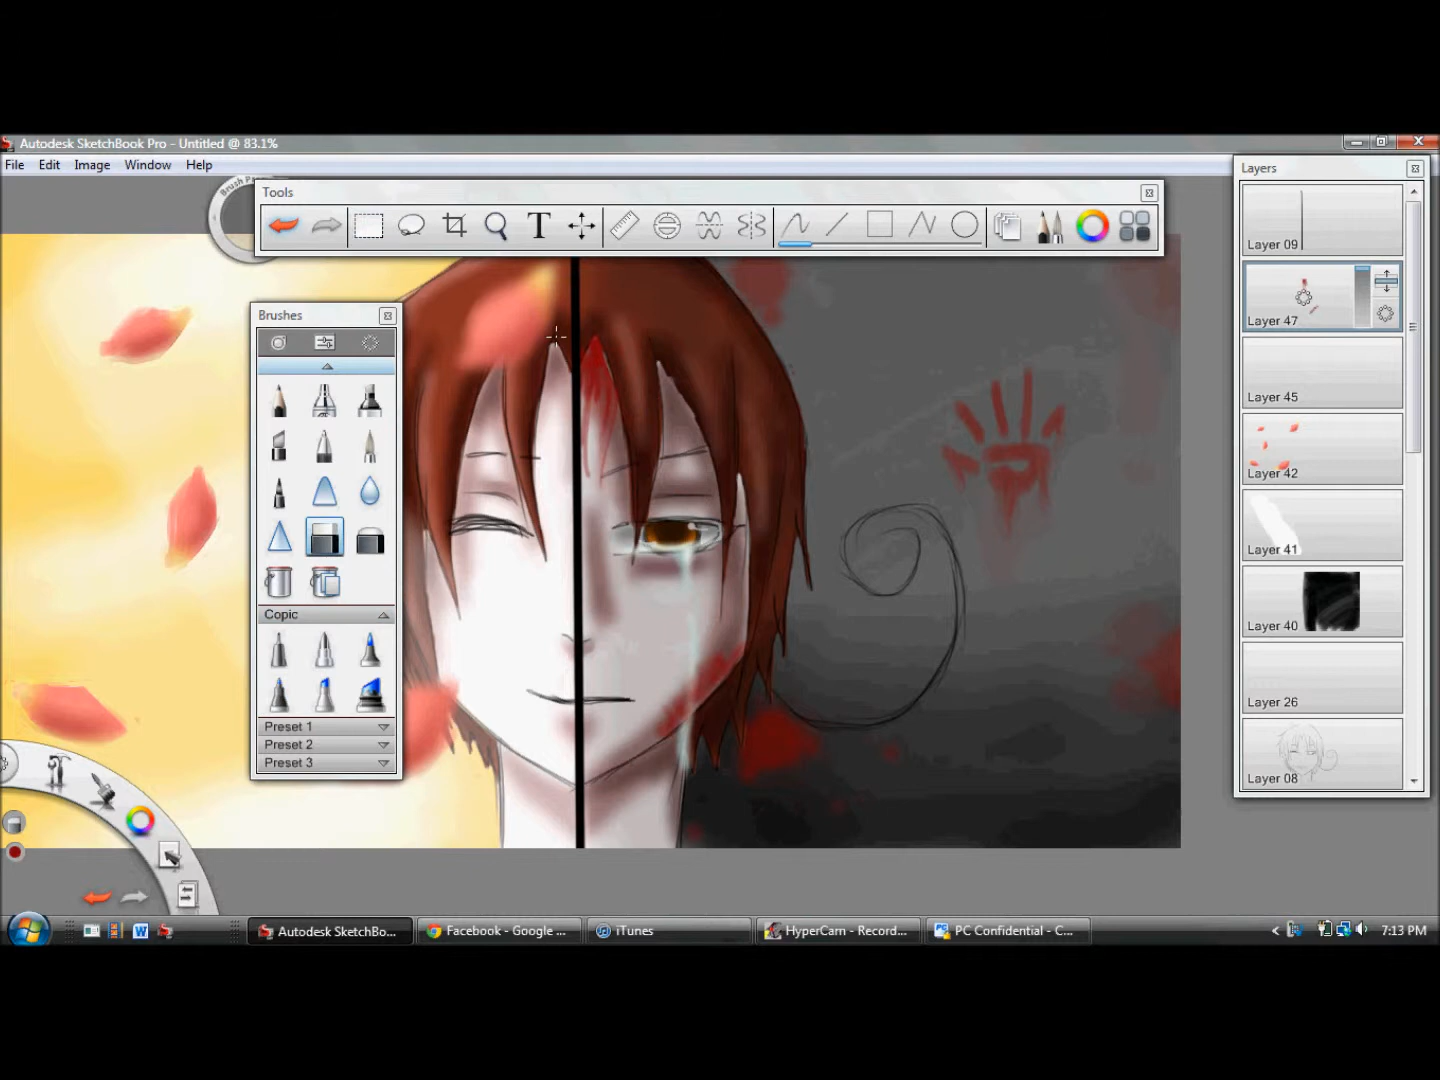 Autodesk SketchBook Pro - Untitled @ 83.1%
File Edit Image Window Help
Layers
Tools
T
Layer 09
Layer 47
Layer 45
Layer 42
Layer 41
Layer 40
Layer 26
Layer 08
Brushes
Copic
Preset 1
Preset 2
Preset 3
Autodesk SketchBo...
Facebook - Google ...
iTunes
HyperCam - Record...
PC Confidential - C...
7:13 PM